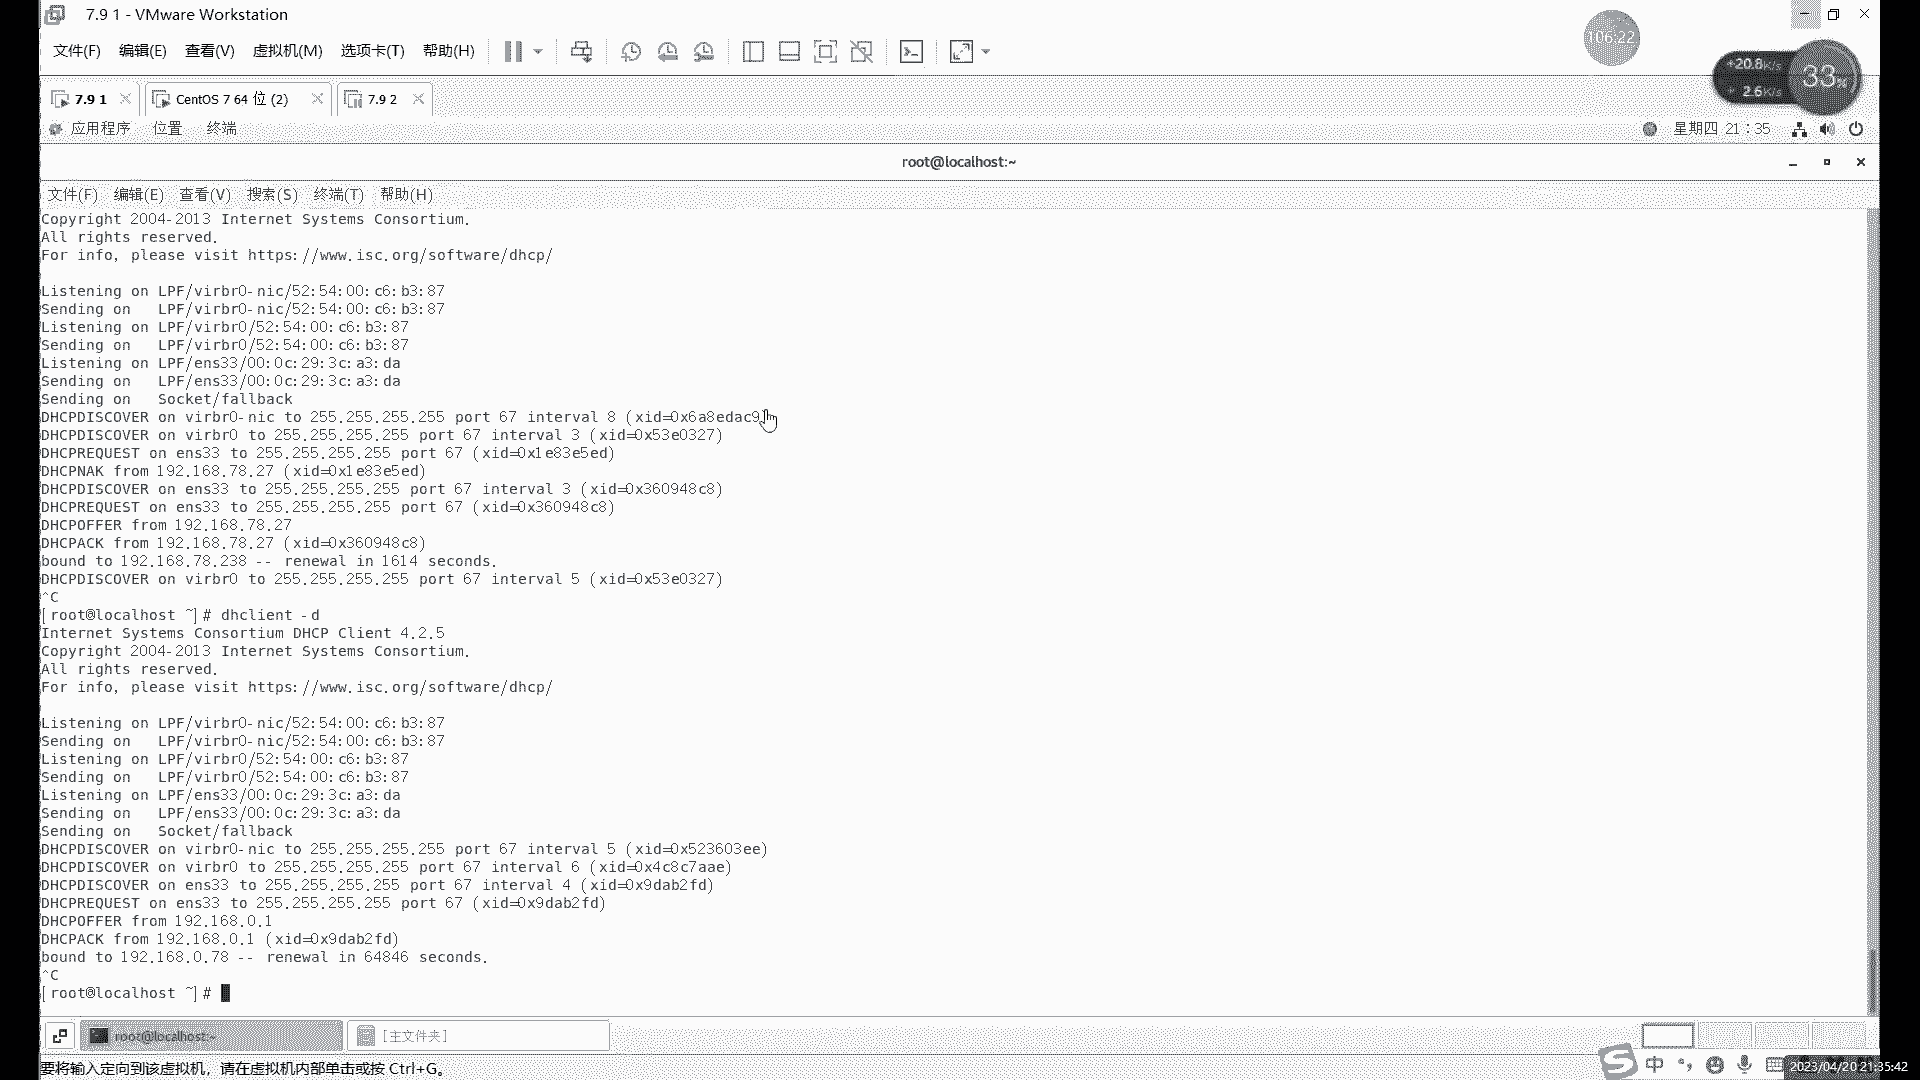 7.9 1 - VMware Workstation
文件(F) 编辑(E) 查看(V) 虚拟机(M) 选项卡(T) 帮助(H)
106:22
+20.8K/s
+ 2.6K/s
33%
7.9 1
CentOS 7 64 位 (2)
7.9 2
应用程序 位置 终端
星期四 21：35
root@localhost:~
文件(F) 编辑(E) 查看(V) 搜索(S) 终端(T) 帮助(H)
Copyright 2004-2013 Internet Systems Consortium.
All rights reserved.
For info, please visit https://www.isc.org/software/dhcp/
Listening on LPF/virbr0-nic/52:54:00:c6:b3:87
Sending on   LPF/virbr0-nic/52:54:00:c6:b3:87
Listening on LPF/virbr0/52:54:00:c6:b3:87
Sending on   LPF/virbr0/52:54:00:c6:b3:87
Listening on LPF/ens33/00:0c:29:3c:a3:da
Sending on   LPF/ens33/00:0c:29:3c:a3:da
Sending on   Socket/fallback
DHCPDISCOVER on virbr0-nic to 255.255.255.255 port 67 interval 8 (xid=0x6a8edac9)
DHCPDISCOVER on virbr0 to 255.255.255.255 port 67 interval 3 (xid=0x53e0327)
DHCPREQUEST on ens33 to 255.255.255.255 port 67 (xid=0x1e83e5ed)
DHCPNAK from 192.168.78.27 (xid=0x1e83e5ed)
DHCPDISCOVER on ens33 to 255.255.255.255 port 67 interval 3 (xid=0x360948c8)
DHCPREQUEST on ens33 to 255.255.255.255 port 67 (xid=0x360948c8)
DHCPOFFER from 192.168.78.27
DHCPACK from 192.168.78.27 (xid=0x360948c8)
bound to 192.168.78.238 -- renewal in 1614 seconds.
DHCPDISCOVER on virbr0 to 255.255.255.255 port 67 interval 5 (xid=0x53e0327)
^C
[root@localhost ~]# dhclient -d
Internet Systems Consortium DHCP Client 4.2.5
Copyright 2004-2013 Internet Systems Consortium.
All rights reserved.
For info, please visit https://www.isc.org/software/dhcp/
Listening on LPF/virbr0-nic/52:54:00:c6:b3:87
Sending on   LPF/virbr0-nic/52:54:00:c6:b3:87
Listening on LPF/virbr0/52:54:00:c6:b3:87
Sending on   LPF/virbr0/52:54:00:c6:b3:87
Listening on LPF/ens33/00:0c:29:3c:a3:da
Sending on   LPF/ens33/00:0c:29:3c:a3:da
Sending on   Socket/fallback
DHCPDISCOVER on virbr0-nic to 255.255.255.255 port 67 interval 5 (xid=0x523603ee)
DHCPDISCOVER on virbr0 to 255.255.255.255 port 67 interval 6 (xid=0x4c8c7aae)
DHCPDISCOVER on ens33 to 255.255.255.255 port 67 interval 4 (xid=0x9dab2fd)
DHCPREQUEST on ens33 to 255.255.255.255 port 67 (xid=0x9dab2fd)
DHCPOFFER from 192.168.0.1
DHCPACK from 192.168.0.1 (xid=0x9dab2fd)
bound to 192.168.0.78 -- renewal in 64846 seconds.
^C
[root@localhost ~]#
root@localhost:~
[主文件夹]
要将输入定向到该虚拟机，请在虚拟机内部单击或按 Ctrl+G。
中
2023/04/20 21:35:42